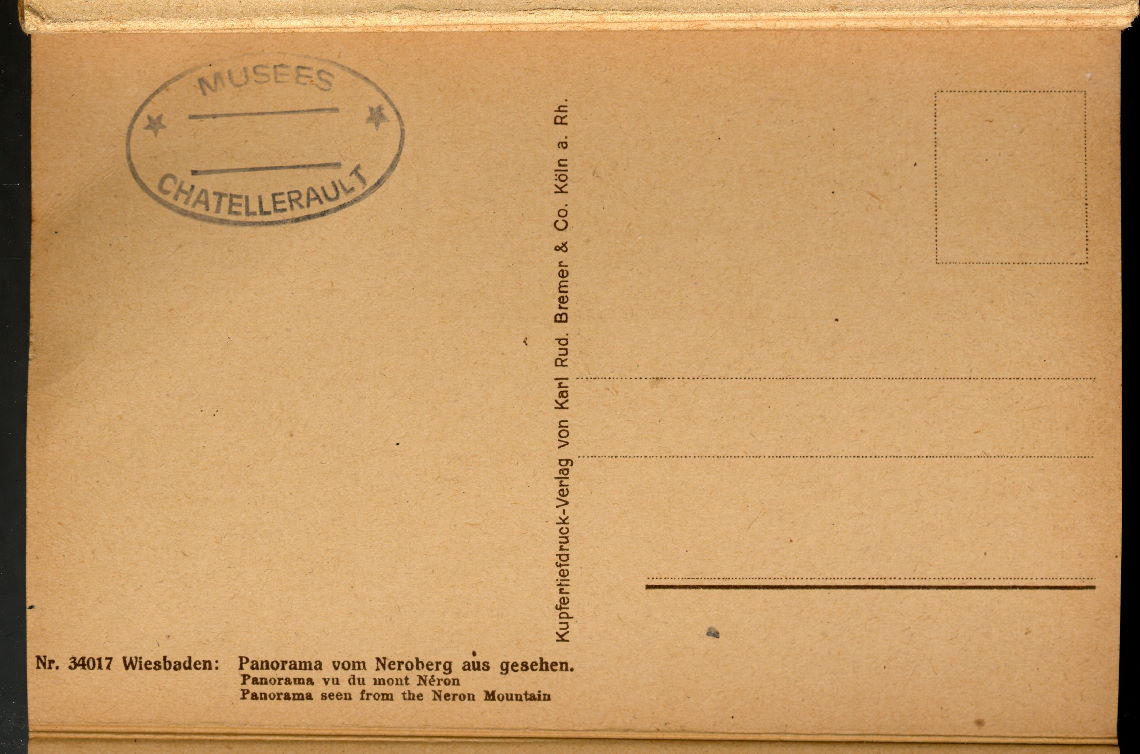 MUSEES
CHATELLERAULT
Kupfertiefdruck-Verlag von Karl Rud. Bremer & Co. Köln a. Rh.
Nr. 34017 Wiesbaden: Panorama vom Neroberg aus gesehen.
Panorama vu du mont Néron
Panorama seen from the Neron Mountain